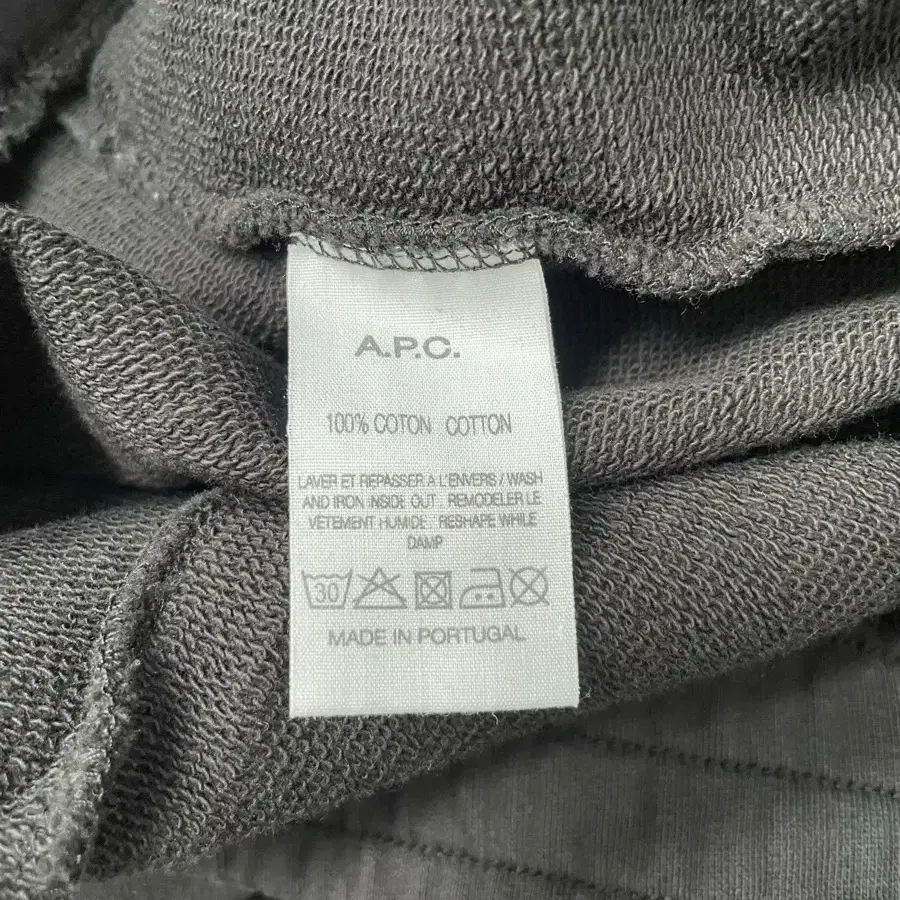 A.P.C.
100% COTON COTTON
LAVER ET REPASSER A L'ENVERS / WASH
AND IRON INSIDE OUT REMODELER LE
VÊTEMENT HUMIDE RESHAPE WHILE
DAMP
30
MADE IN PORTUGAL